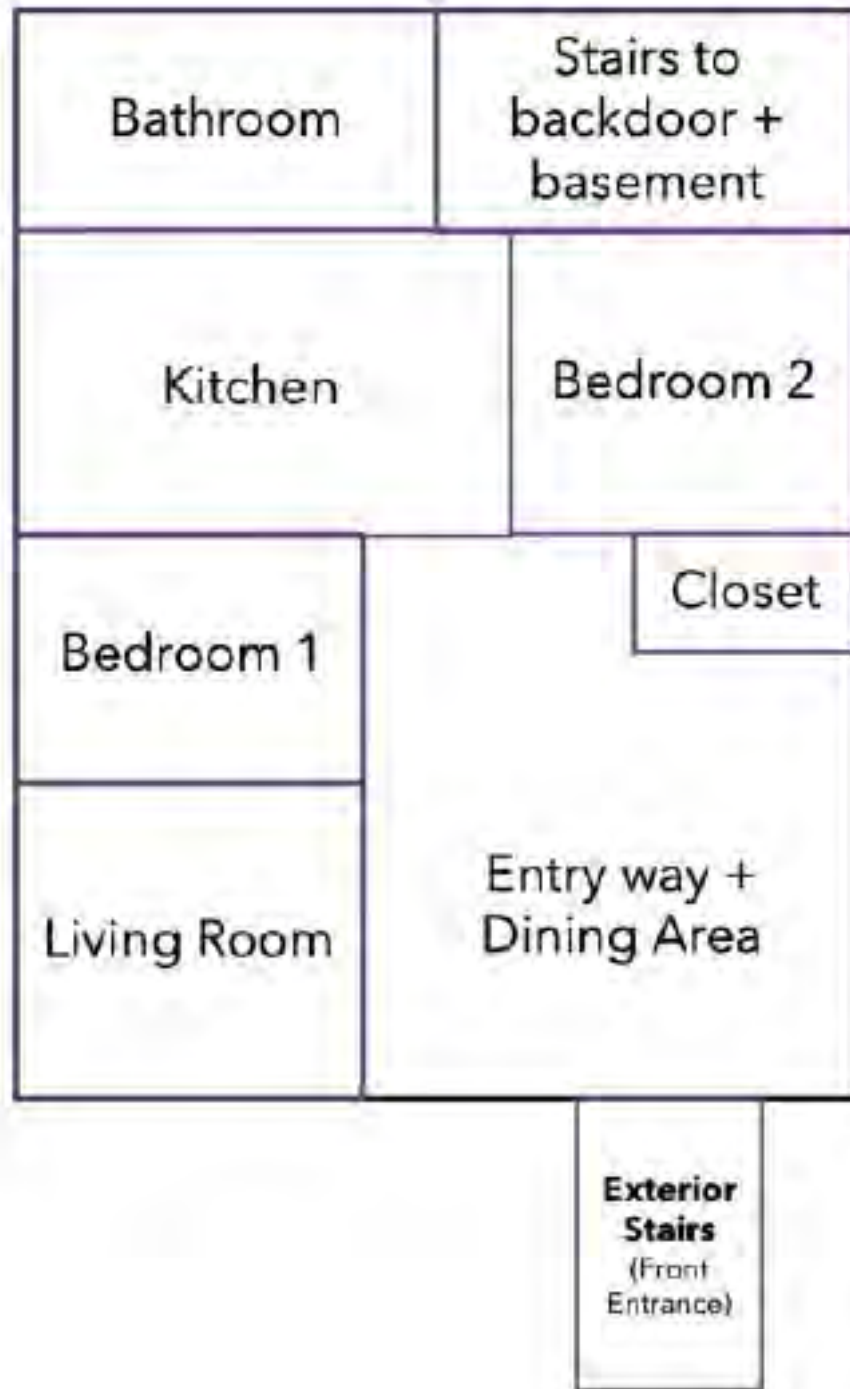 Bathroom
Stairs to
backdoor +
basement
Kitchen
Bedroom 2
Closet
Bedroom 1
Entry way +
Dining Area
Living Room
Exterior
Stairs
(Front
Entrance)